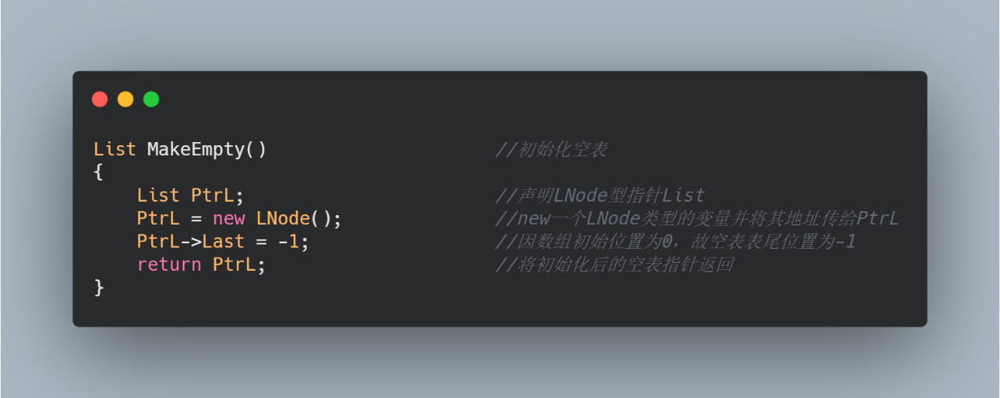 List MakeEmpty()                     //初始化空表
{
    List PtrL;                       //声明LNode型指针List
    PtrL = new LNode();              //new一个LNode类型的变量并将其地址传给PtrL
    PtrL->Last = -1;                 //因数组初始位置为0，故空表表尾位置为-1
    return PtrL;                     //将初始化后的空表指针返回
}